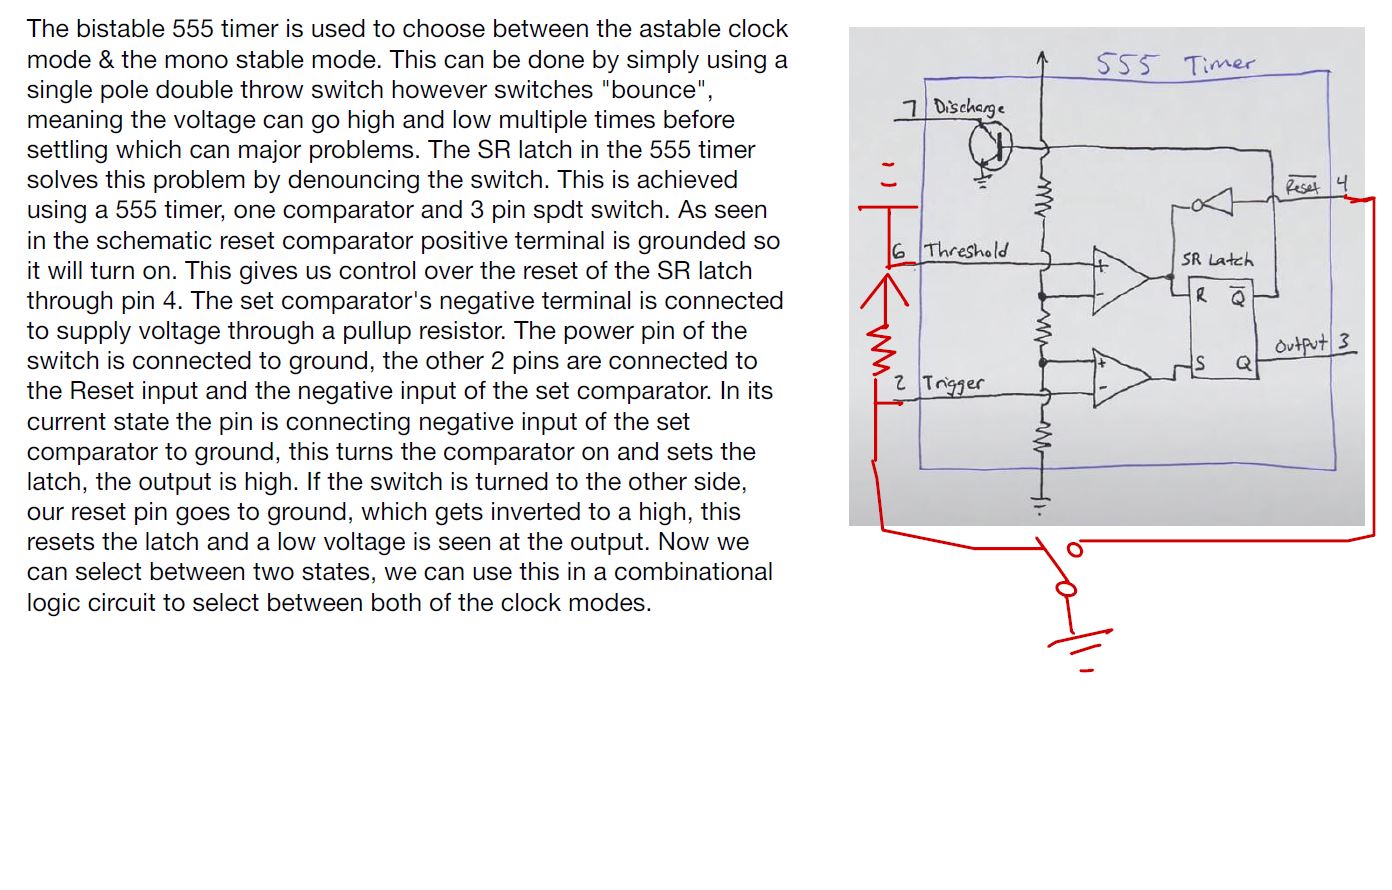 The bistable 555 timer is used to choose between the astable clock
mode & the mono stable mode. This can be done by simply using a
single pole double throw switch however switches "bounce",
meaning the voltage can go high and low multiple times before
settling which can major problems. The SR latch in the 555 timer
solves this problem by denouncing the switch. This is achieved
using a 555 timer, one comparator and 3 pin spdt switch. As seen
in the schematic reset comparator positive terminal is grounded so
it will turn on. This gives us control over the reset of the SR latch
through pin 4. The set comparator's negative terminal is connected
to supply voltage through a pullup resistor. The power pin of the
switch is connected to ground, the other 2 pins are connected to
the Reset input and the negative input of the set comparator. In its
current state the pin is connecting negative input of the set
comparator to ground, this turns the comparator on and sets the
latch, the output is high. If the switch is turned to the other side,
our reset pin goes to ground, which gets inverted to a high, this
resets the latch and a low voltage is seen at the output. Now we
can select between two states, we can use this in a combinational
logic circuit to select between both of the clock modes.
555 Timer
7 Discharge
Reset 4
6 Threshold
SR Latch
+
-
R Q̅
Output 3
+
-
S Q
2 Trigger